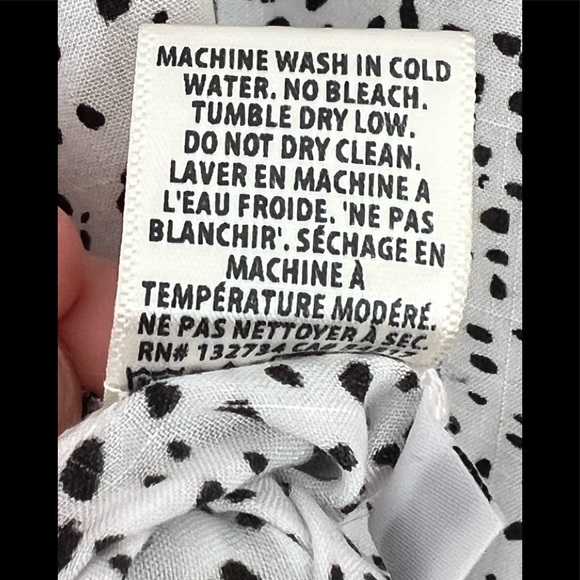 MACHINE WASH IN COLD
WATER. NO BLEACH.
TUMBLE DRY LOW.
DO NOT DRY CLEAN.
LAVER EN MACHINE A
L'EAU FROIDE. 'NE PAS
BLANCHIR'. SÉCHAGE EN
MACHINE À
TEMPÉRATURE MODÉRÉ.
NE PAS NETTOYER À SEC.
RN# 132734